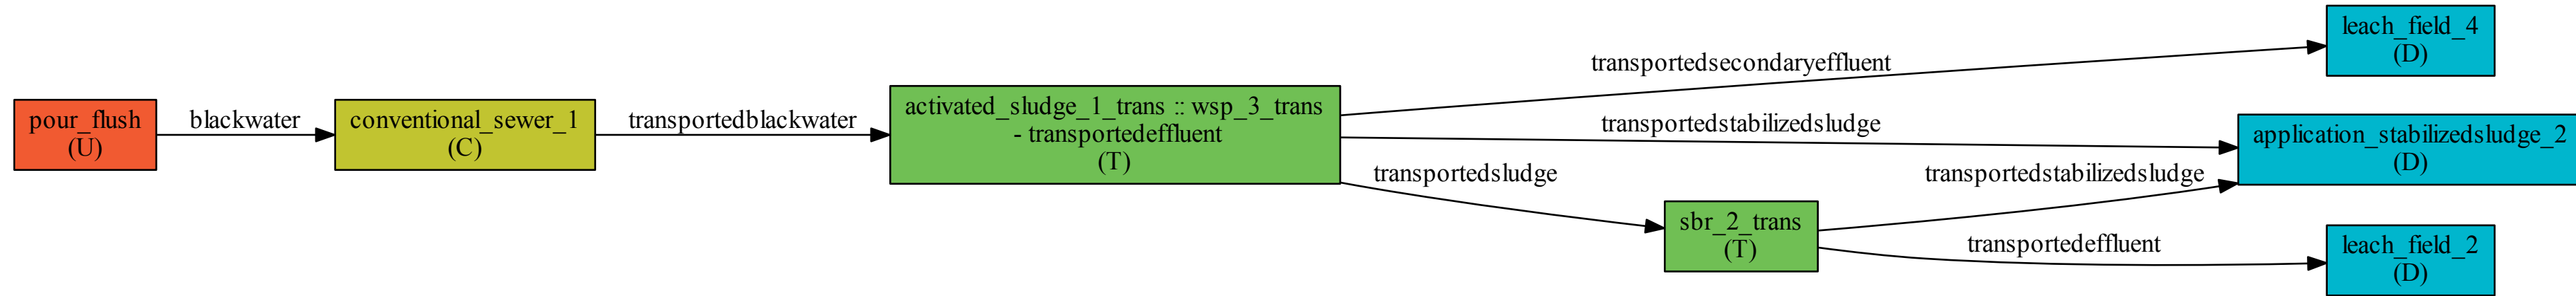 pour_flush
(U)
blackwater
conventional_sewer_1
(C)
transportedblackwater
activated_sludge_1_trans :: wsp_3_trans
- transportedeffluent
(T)
transportedsecondaryeffluent
transportedstabilizedsludge
transportedsludge
sbr_2_trans
(T)
transportedstabilizedsludge
transportedeffluent
leach_field_4
(D)
application_stabilizedsludge_2
(D)
leach_field_2
(D)